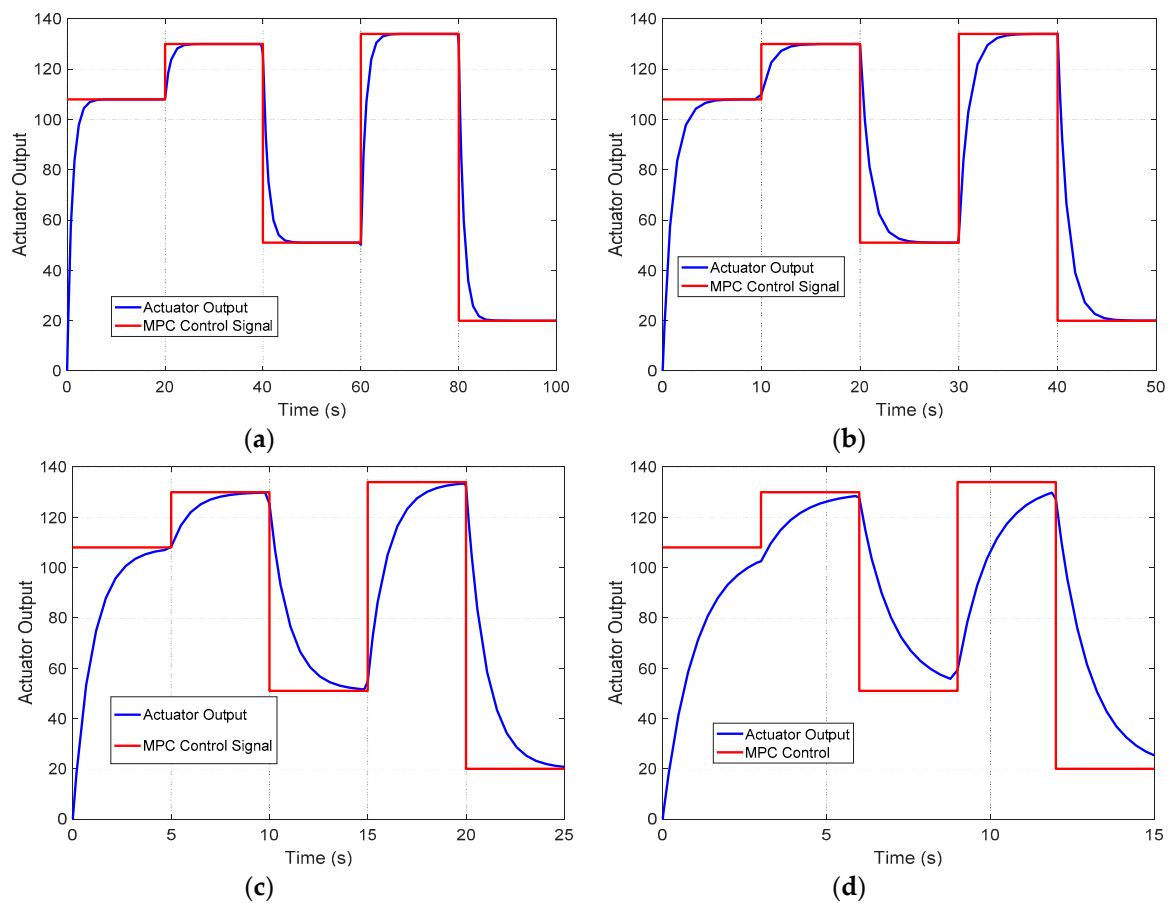 140
120
100
80
60
40
20
0
Actuator Output
Actuator Output
MPC Control Signal
0 20 40 60 80 100
Time (s)
(a)
140
120
100
80
60
40
20
0
Actuator Output
Actuator Output
MPC Control Signal
0 10 20 30 40 50
Time (s)
(b)
140
120
100
80
60
40
20
0
Actuator Output
Actuator Output
MPC Control Signal
0 5 10 15 20 25
Time (s)
(c)
140
120
100
80
60
40
20
0
Actuator Output
Actuator Output
MPC Control
0 5 10 15
Time (s)
(d)